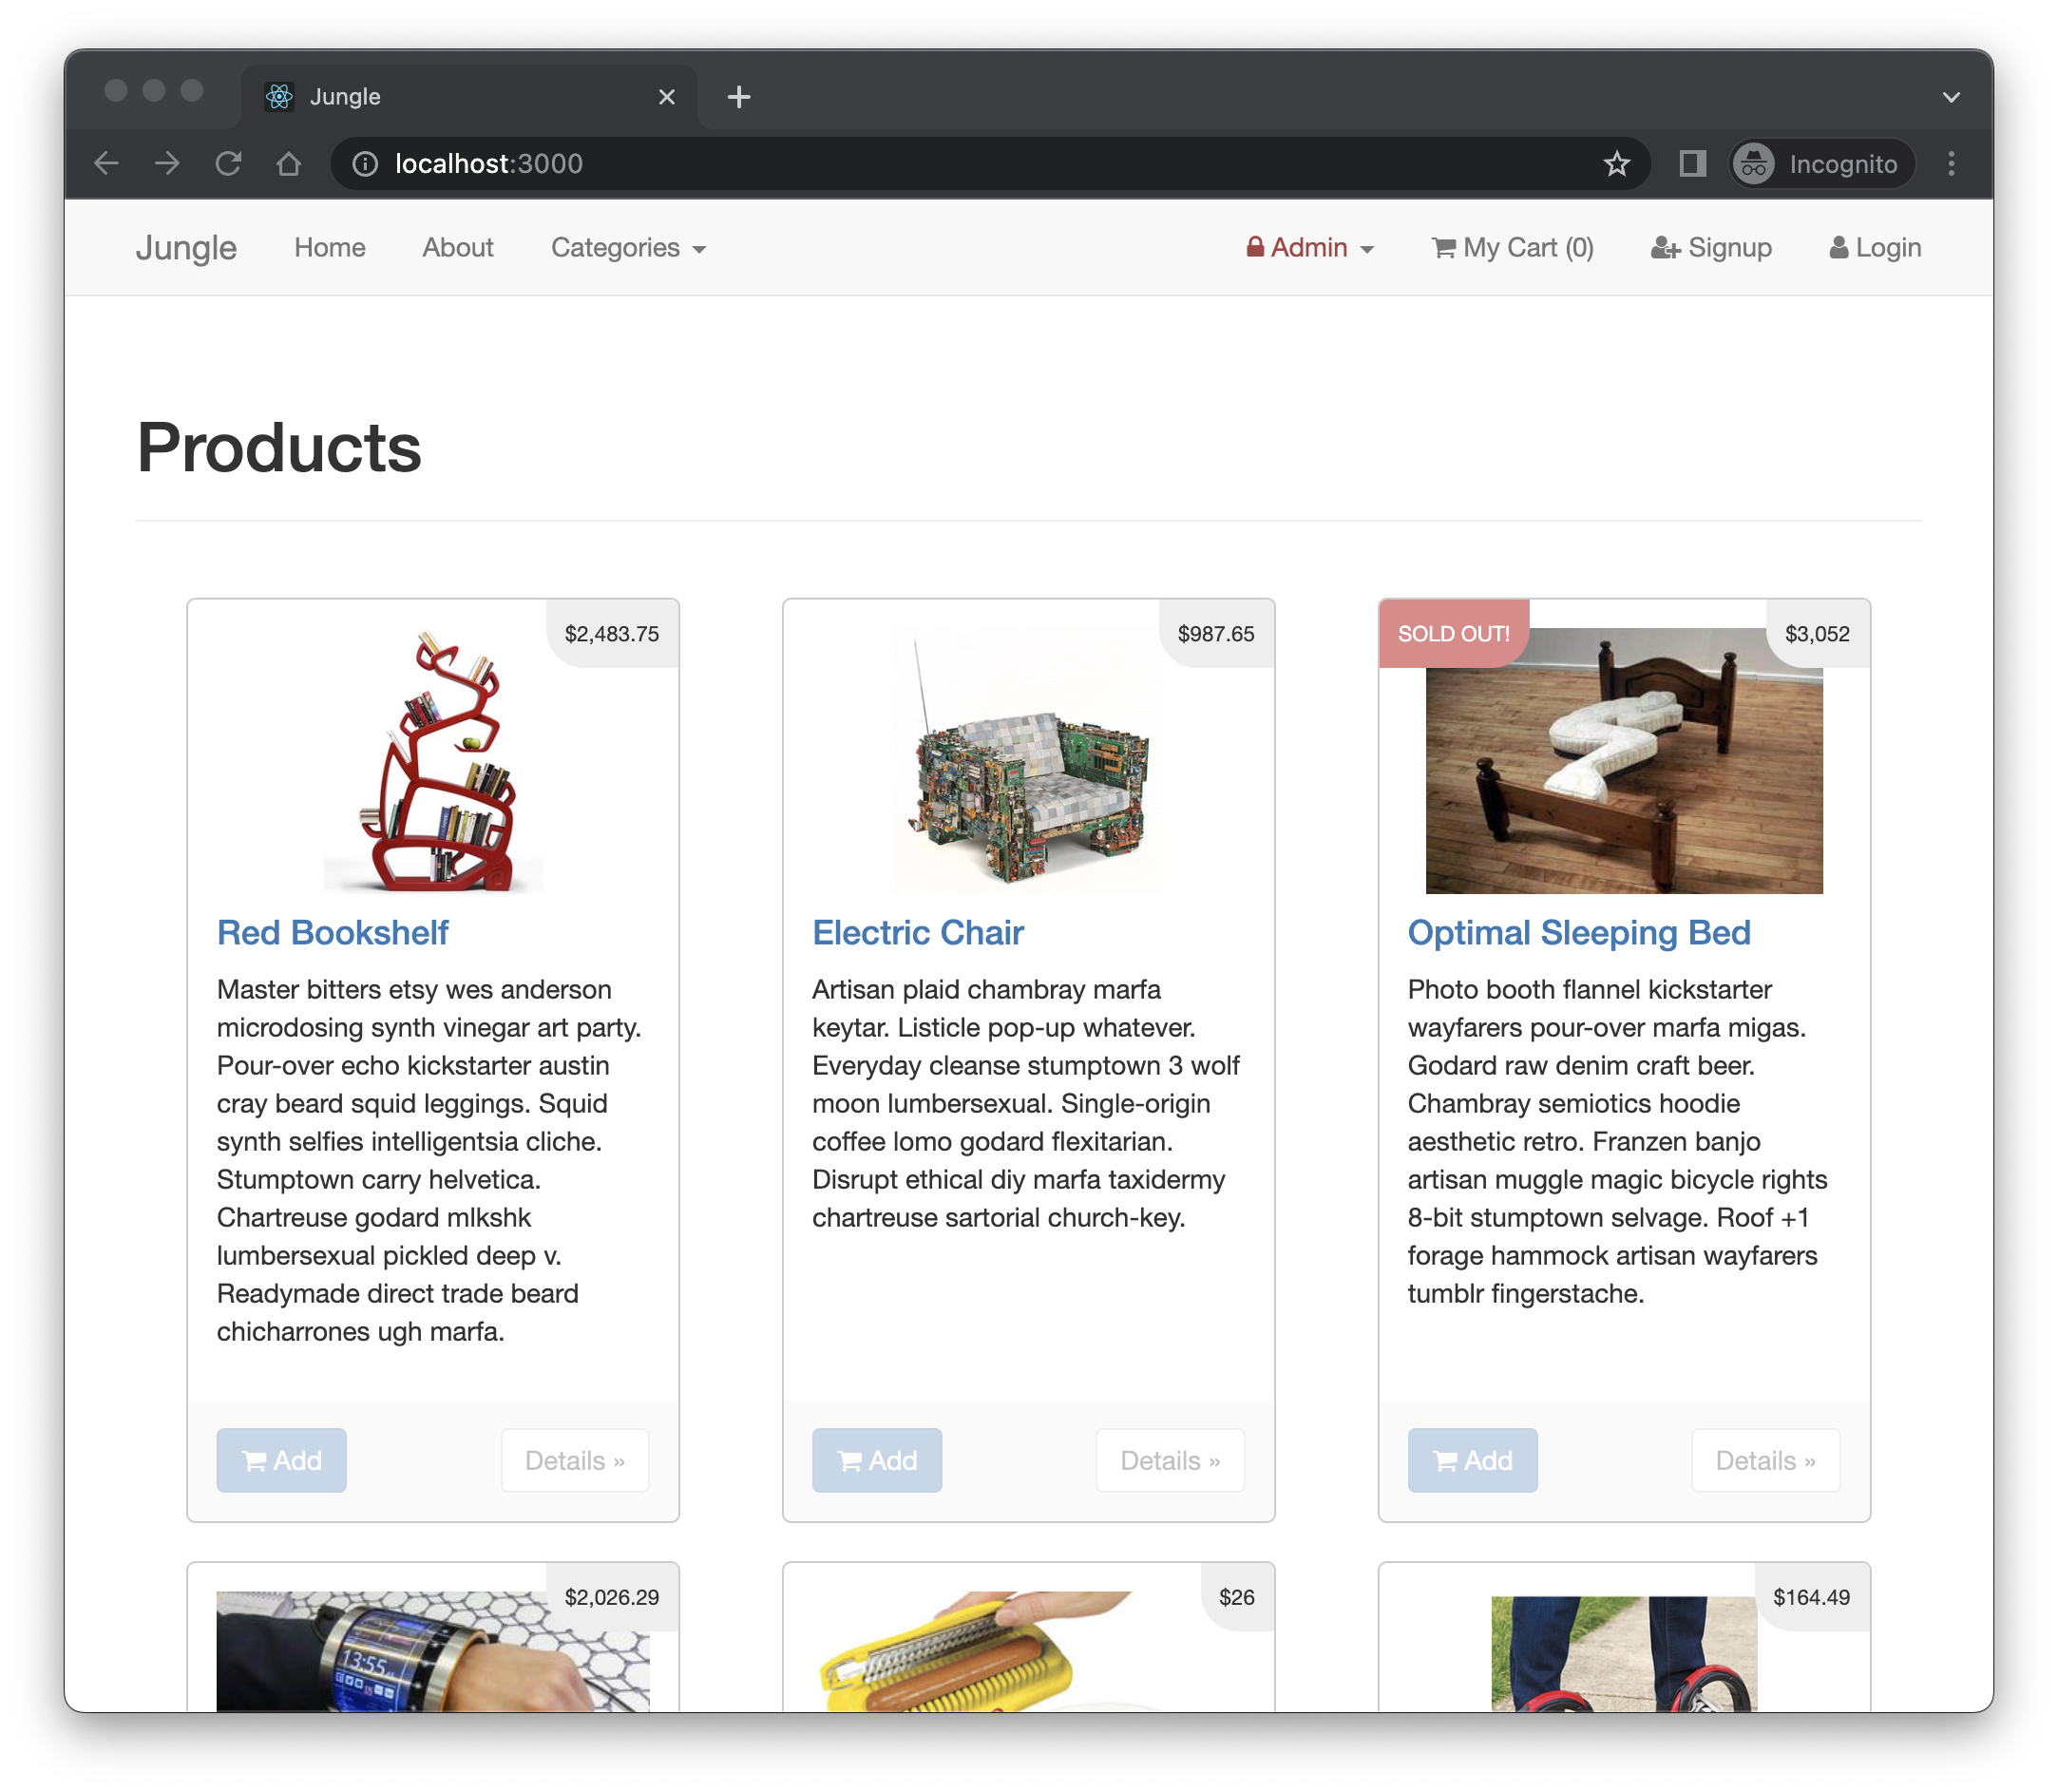 Jungle
localhost:3000
Incognito
Jungle Home About Categories Admin My Cart (0) Signup Login
Products
$2,483.75
Red Bookshelf
Master bitters etsy wes anderson
microdosing synth vinegar art party.
Pour-over echo kickstarter austin
cray beard squid leggings. Squid
synth selfies intelligentsia cliche.
Stumptown carry helvetica.
Chartreuse godard mlkshk
lumbersexual pickled deep v.
Readymade direct trade beard
chicharrones ugh marfa.
Add Details »
$987.65
Electric Chair
Artisan plaid chambray marfa
keytar. Listicle pop-up whatever.
Everyday cleanse stumptown 3 wolf
moon lumbersexual. Single-origin
coffee lomo godard flexitarian.
Disrupt ethical diy marfa taxidermy
chartreuse sartorial church-key.
Add Details »
SOLD OUT! $3,052
Optimal Sleeping Bed
Photo booth flannel kickstarter
wayfarers pour-over marfa migas.
Godard raw denim craft beer.
Chambray semiotics hoodie
aesthetic retro. Franzen banjo
artisan muggle magic bicycle rights
8-bit stumptown selvage. Roof +1
forage hammock artisan wayfarers
tumblr fingerstache.
Add Details »
$2,026.29
13:55
$26
$164.49